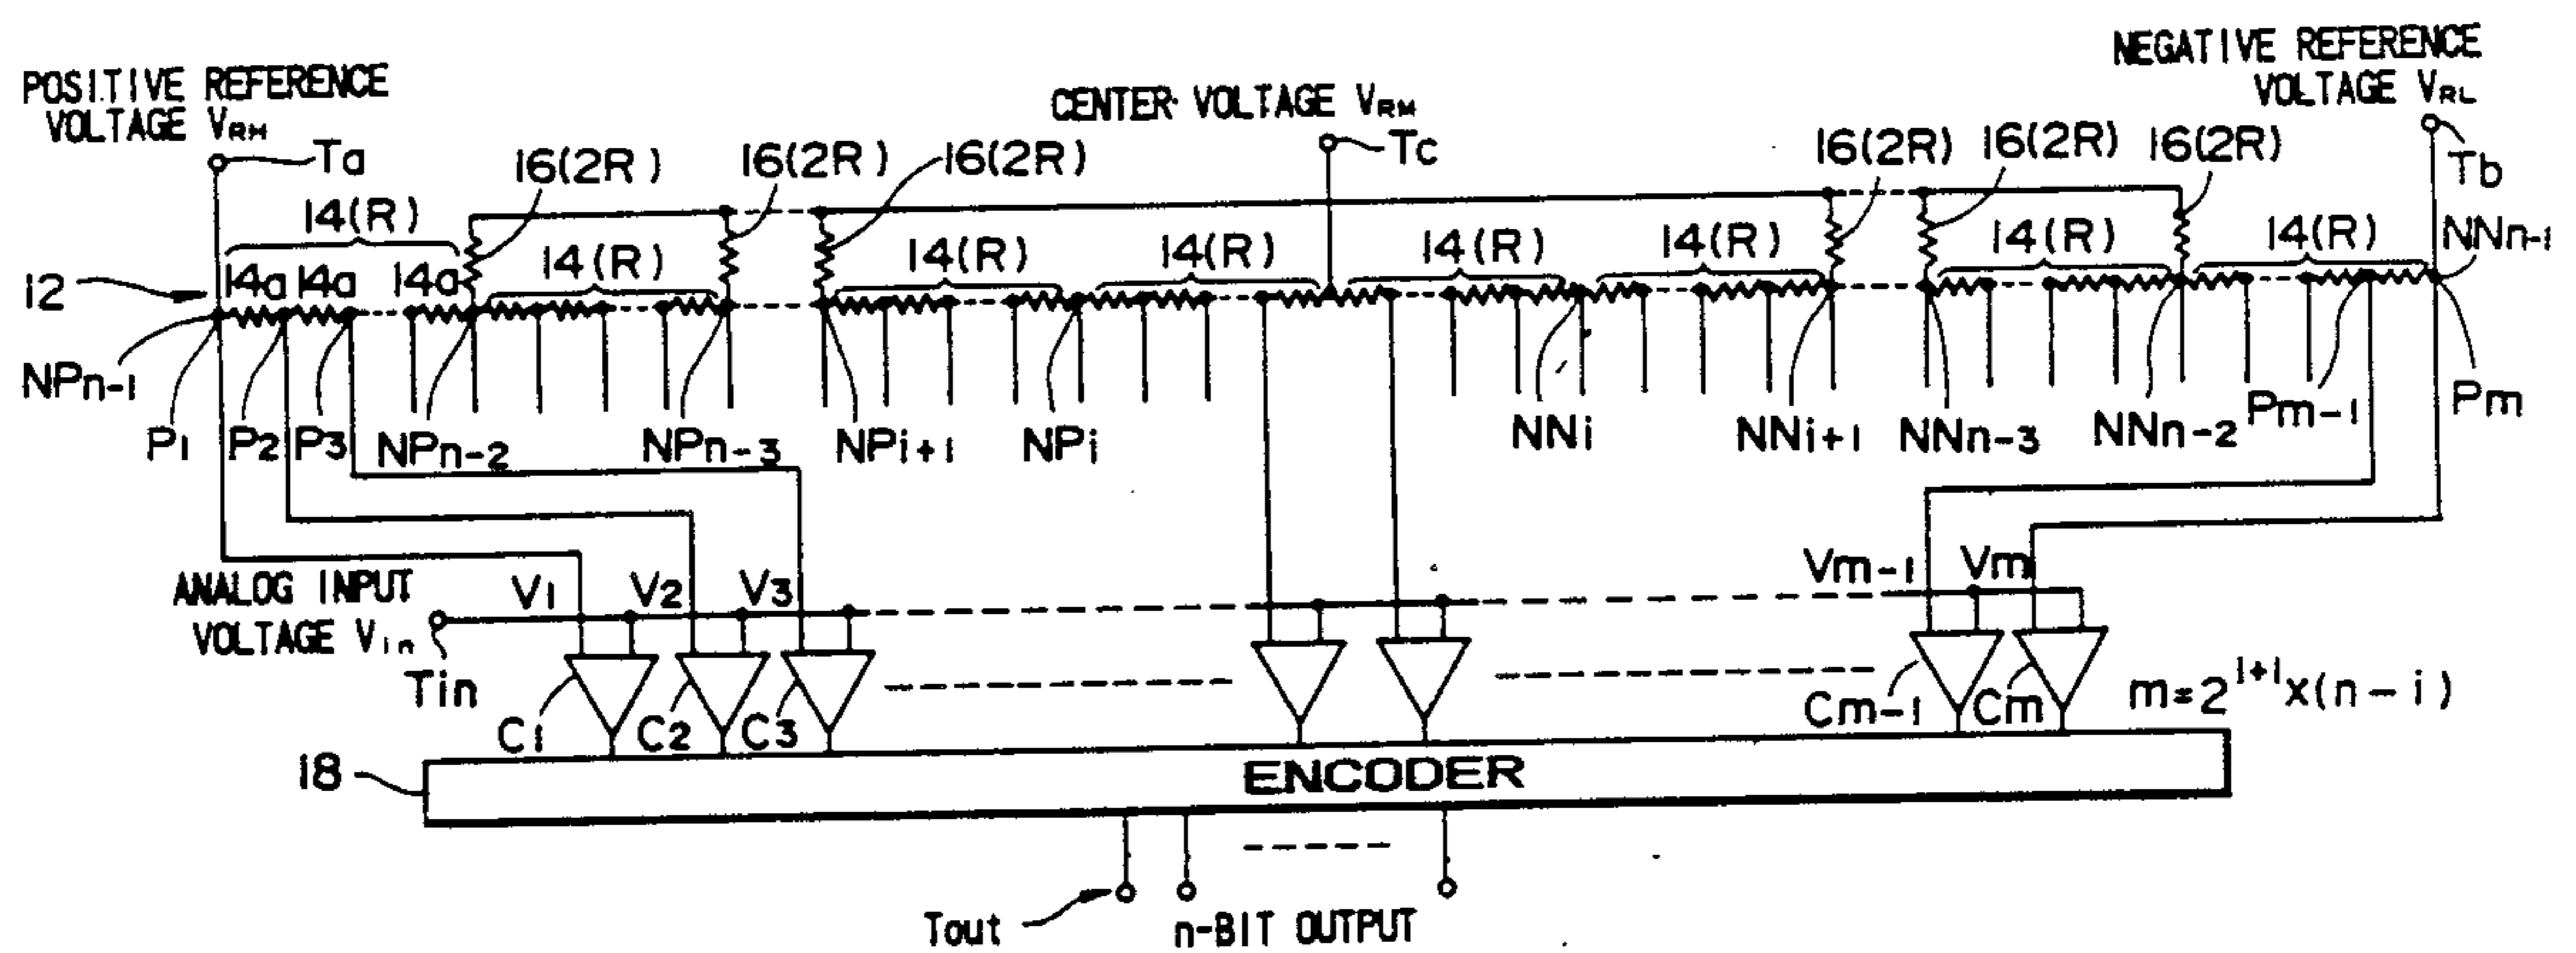 NEGATIVE REFERENCE
VOLTAGE VRL
POSITIVE REFERENCE
VOLTAGE VRH
CENTER VOLTAGE VRM
Ta
16(2R)
16(2R)
16(2R)
Tc
16(2R)
16(2R)
16(2R)
Tb
14(R)
14(R)
14(R)
14(R)
14(R)
14(R)
14(R)
14(R)
NNn-1
12
14a
14a
14a
NPn-1
P1
P2
P3
NPn-2
NPn-3
NPi+1
NPi
NNi
NNi+1
NNn-3
NNn-2
Pm-1
Pm
ANALOG INPUT
VOLTAGE Vin
Tin
V1
V2
V3
Vm-1
Vm
C1
C2
C3
Cm-1
Cm
m=2^{i+1}x(n-i)
18
ENCODER
Tout
n-BIT OUTPUT